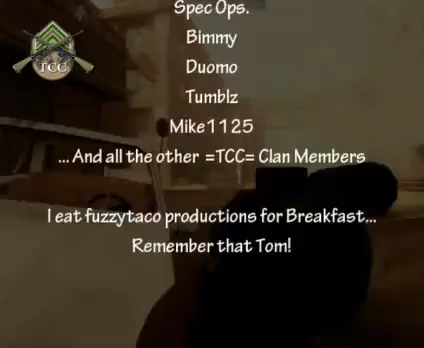 Spec Ops.
Bimmy
Duomo
TCC
Tumblz
Mike1125
... And all the other =TCC= Clan Members
I eat fuzzytaco productions for Breakfast...
Remember that Tom!